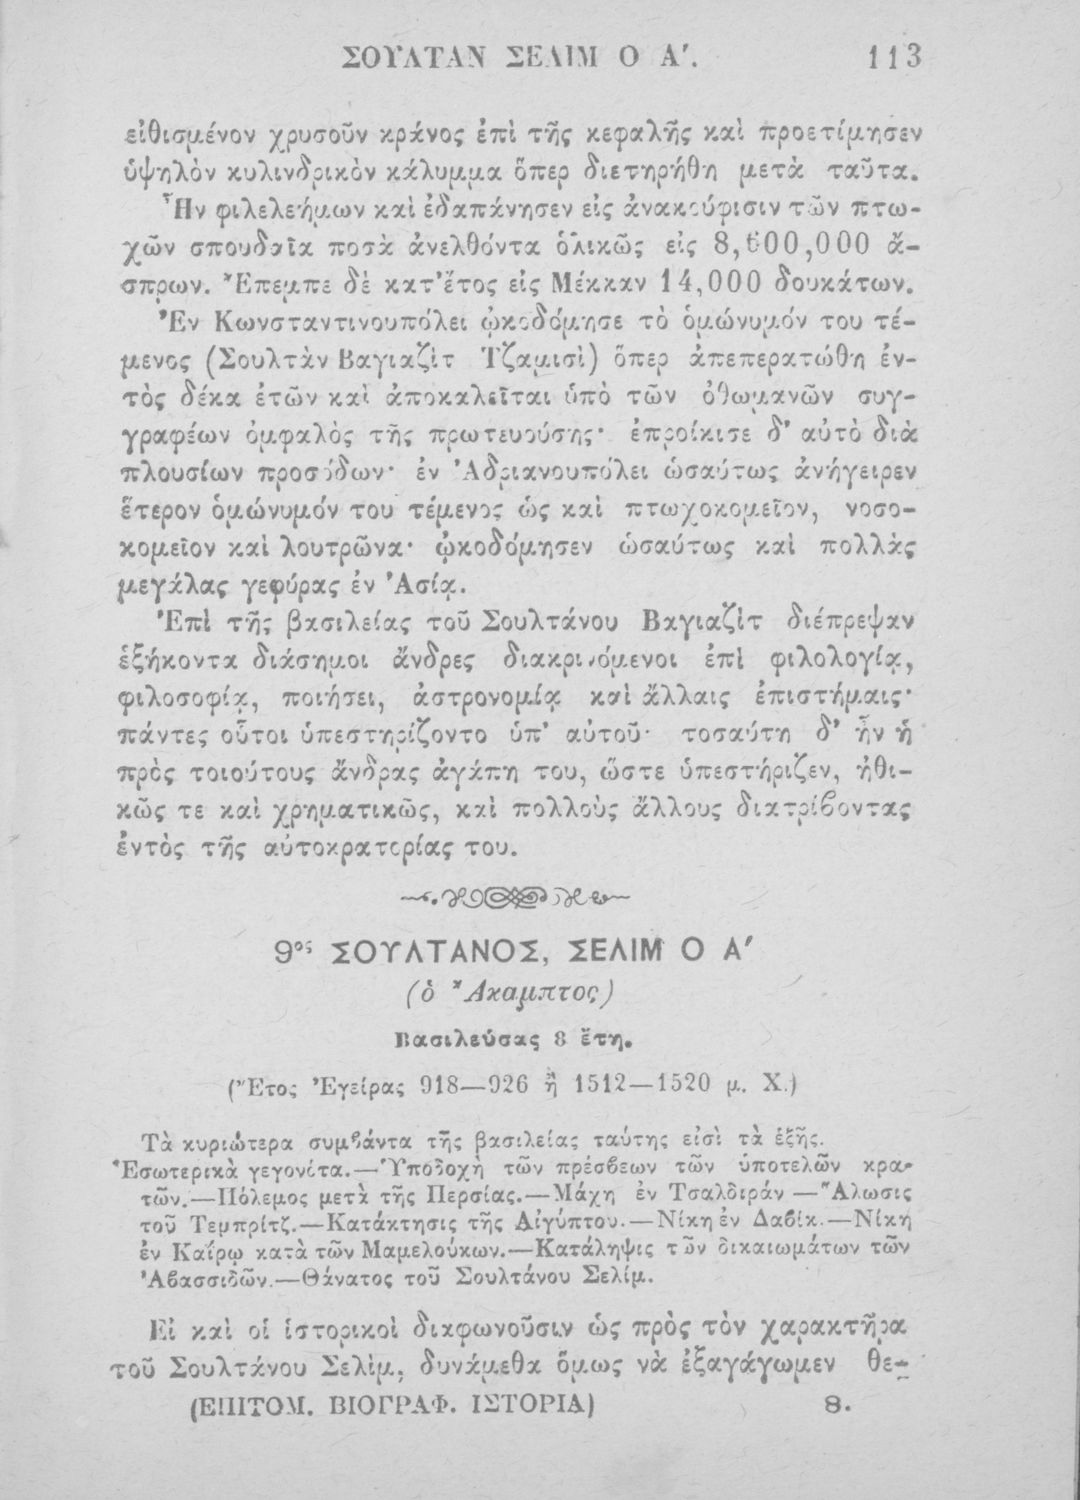 ΣΟΥΛΤΑΝ ΣΕΛΙΜ Ο Α΄. 113
εἰθισμένον χρυσοῦν κράνος ἐπὶ τῆς κεφαλῆς καὶ προετίμησεν
ὑψηλὸν κυλινδρικὸν κάλυμμα ὅπερ διετηρήθη μετὰ ταῦτα.
Ἦν φιλελεήμων καὶ ἐδαπάνησεν εἰς ἀνακούφισιν τῶν πτω-
χῶν σπουδαῖα ποσὰ ἀνελθόντα ὁλικῶς εἰς 8,600,000 ἄ-
σπρων. Ἔπεμπε δὲ κατ' ἔτος εἰς Μέκκαν 14,000 δουκάτων.
Ἐν Κωνσταντινουπόλει ᾠκοδόμησε τὸ ὁμώνυμόν του τέ-
μενος (Σουλτὰν Βαγιαζὶτ Τζαμισὶ) ὅπερ ἀπεπερατώθη ἐν-
τὸς δέκα ἐτῶν καὶ ἀποκαλεῖται ὑπὸ τῶν ὀθωμανῶν συγ-
γραφέων ὀμφαλὸς τῆς πρωτευούσης· ἐπροίκισε δ' αὐτὸ διὰ
πλουσίων προσόδων· ἐν Ἀδριανουπόλει ὡσαύτως ἀνήγειρεν
ἕτερον ὁμώνυμόν του τέμενος ὡς καὶ πτωχοκομεῖον, νοσο-
κομεῖον καὶ λουτρῶνα· ᾠκοδόμησεν ὡσαύτως καὶ πολλὰς
μεγάλας γεφύρας ἐν Ἀσίᾳ.
Ἐπὶ τῆς βασιλείας τοῦ Σουλτάνου Βαγιαζὶτ διέπρεψαν
ἑξήκοντα διάσημοι ἄνδρες διακρινόμενοι ἐπὶ φιλολογίᾳ,
φιλοσοφίᾳ, ποιήσει, ἀστρονομίᾳ καὶ ἄλλαις ἐπιστήμαις·
πάντες οὗτοι ὑπεστηρίζοντο ὑπ' αὐτοῦ· τοσαύτη δ' ἦν ἡ
πρὸς τοιούτους ἄνδρας ἀγάπη του, ὥστε ὑπεστήριζεν, ἠθι-
κῶς τε καὶ χρηματικῶς, καὶ πολλοὺς ἄλλους διατρίβοντας
ἐντὸς τῆς αὐτοκρατορίας του.
9ος ΣΟΥΛΤΑΝΟΣ, ΣΕΛΙΜ Ο Α΄
(ὁ Ἄκαμπτος)
Βασιλεύσας 8 ἔτη.
(Ἔτος Ἐγείρας 918—926 ἢ 1512—1520 μ. Χ.)
Τὰ κυριώτερα συμβάντα τῆς βασιλείας ταύτης εἰσὶ τὰ ἑξῆς.
Ἐσωτερικὰ γεγονότα.—Ὑποδοχὴ τῶν πρέσβεων τῶν ὑποτελῶν κρα-
τῶν.—Πόλεμος μετὰ τῆς Περσίας.—Μάχη ἐν Τσαλδιράν —Ἅλωσις
τοῦ Τεμπρίτζ.—Κατάκτησις τῆς Αἰγύπτου.—Νίκη ἐν Δαβίκ.—Νίκη
ἐν Καΐρῳ κατὰ τῶν Μαμελούκων.—Κατάληψις τῶν δικαιωμάτων τῶν
Ἀβασσιδῶν.—Θάνατος τοῦ Σουλτάνου Σελίμ.
Εἰ καὶ οἱ ἱστορικοὶ διαφωνοῦσιν ὡς πρὸς τὸν χαρακτῆρα
τοῦ Σουλτάνου Σελὶμ, δυνάμεθα ὅμως νὰ ἐξαγάγωμεν θε-
(ΕΠΙΤΟΜ. ΒΙΟΓΡΑΦ. ΙΣΤΟΡΙΑ) 8.